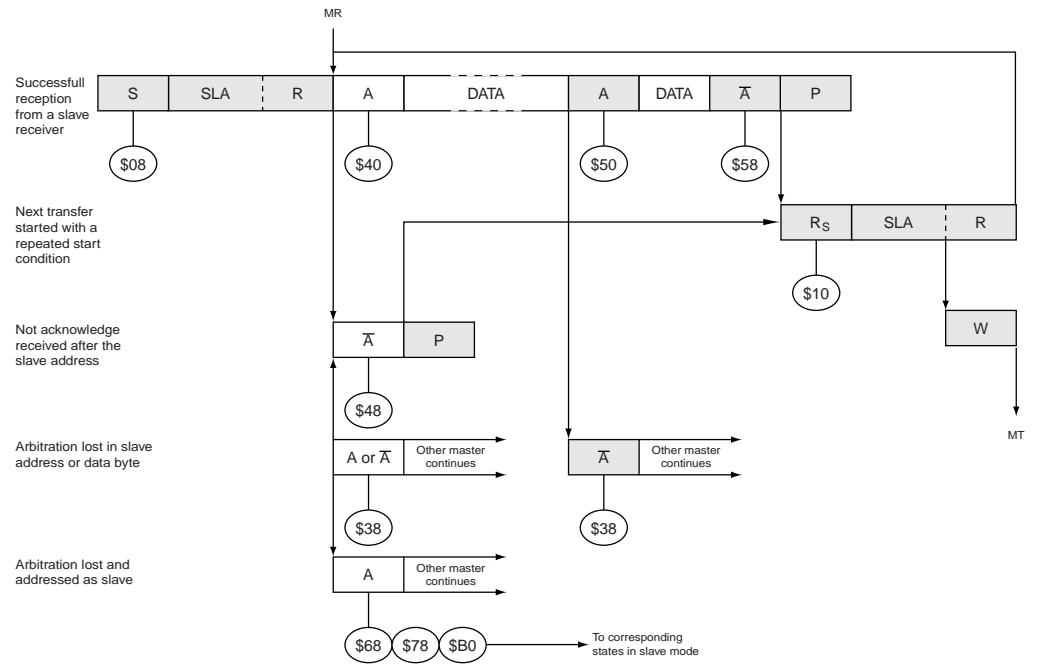 MR
Successfull
reception
from a slave
receiver
S SLA R A DATA A DATA A̅ P
$08 $40 $50 $58
Next transfer
started with a
repeated start
condition
RS SLA R
$10
Not acknowledge
received after the
slave address
A̅ P
W
$48
MT
Arbitration lost in slave
address or data byte
A or A̅ Other master
continues
A̅ Other master
continues
$38 $38
Arbitration lost and
addressed as slave
A Other master
continues
$68 $78 $B0
To corresponding
states in slave mode